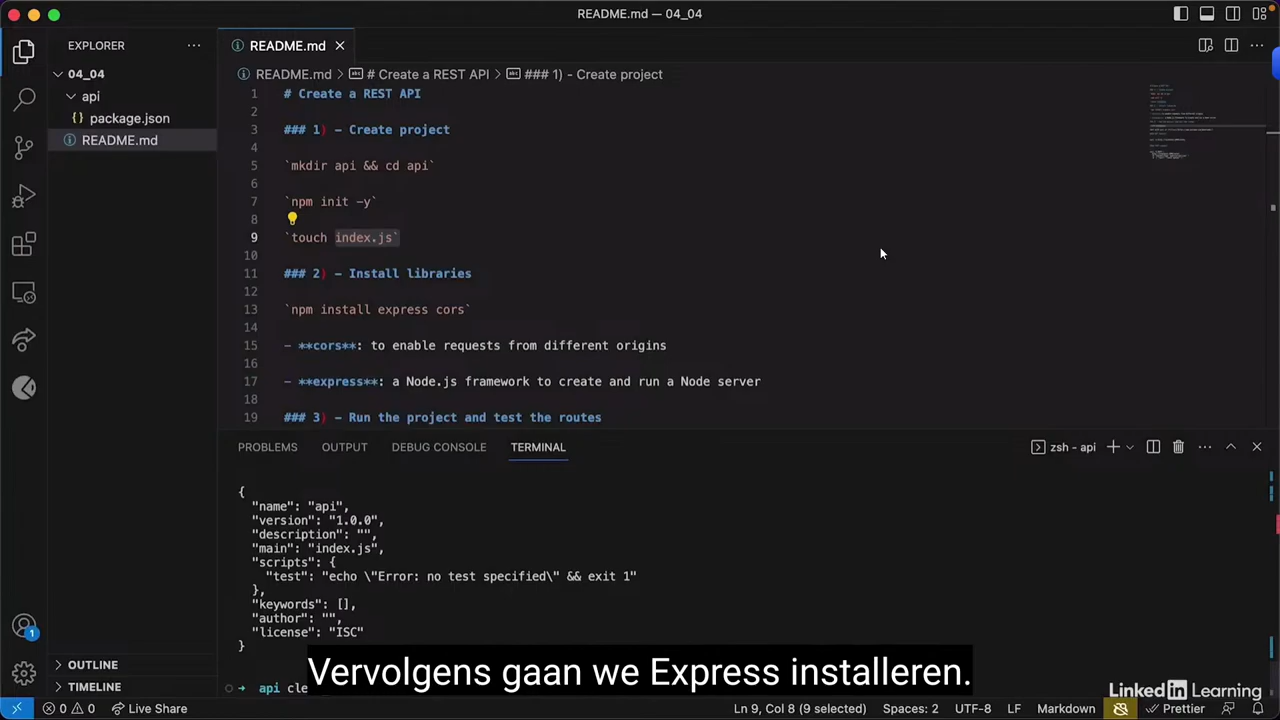 README.md — 04_04
EXPLORER
README.md
04_04
api
package.json
README.md
README.md > # Create a REST API > ### 1) - Create project
1 # Create a REST API
2
3 ### 1) - Create project
4
5 `mkdir api && cd api`
6
7 `npm init -y`
8
9 `touch index.js`
10
11 ### 2) - Install libraries
12
13 `npm install express cors`
14
15 - **cors**: to enable requests from different origins
16
17 - **express**: a Node.js framework to create and run a Node server
18
19 ### 3) - Run the project and test the routes
PROBLEMS OUTPUT DEBUG CONSOLE TERMINAL
zsh - api
{
"name": "api",
"version": "1.0.0",
"description": "",
"main": "index.js",
"scripts": {
"test": "echo \"Error: no test specified\" && exit 1"
},
"keywords": [],
"author": "",
"license": "ISC"
}
api cle
Vervolgens gaan we Express installeren.
1
OUTLINE
TIMELINE
LinkedIn Learning
0 0 Live Share
Ln 9, Col 8 (9 selected) Spaces: 2 UTF-8 LF Markdown Prettier